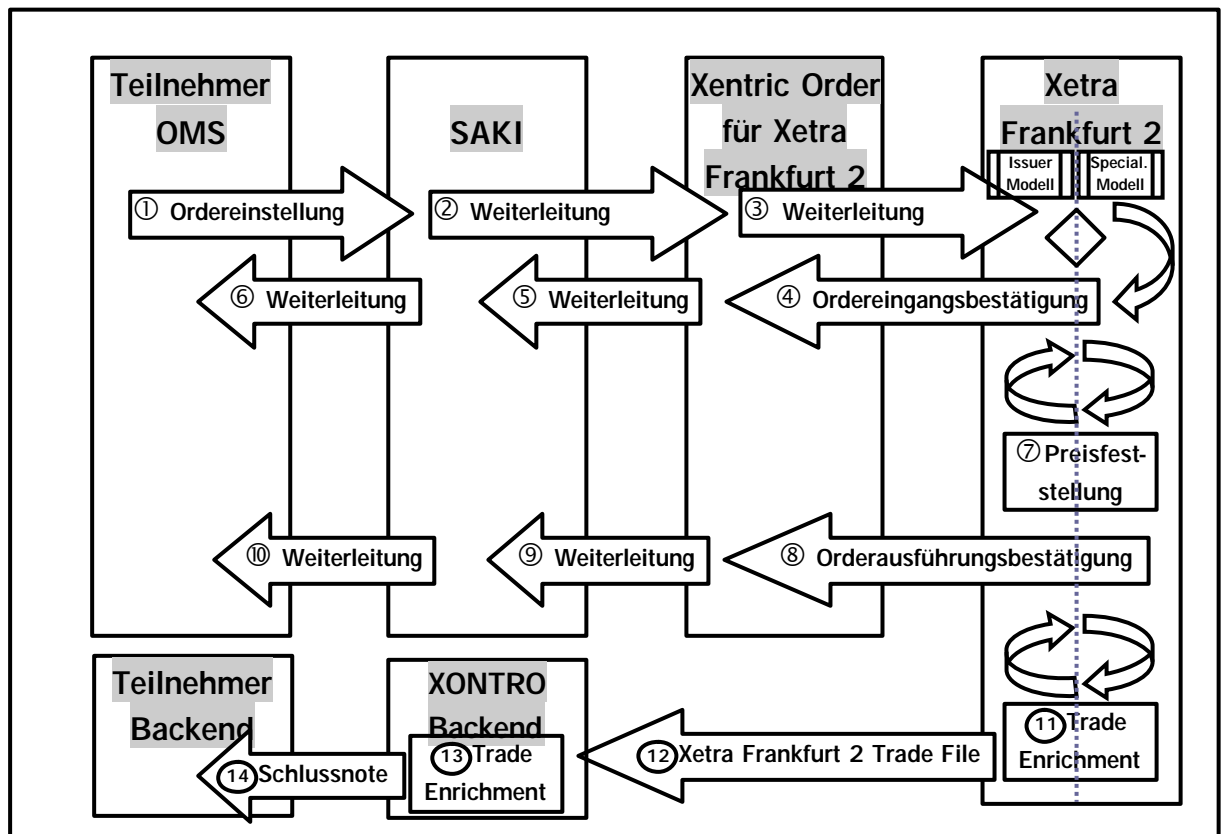 Teilnehmer
OMS
SAKI
Xentric Order
für Xetra
Frankfurt 2
Xetra
Frankfurt 2
Issuer
Modell
Special.
Modell
① Ordereinstellung
② Weiterleitung
③ Weiterleitung
④ Ordereingangsbestätigung
⑤ Weiterleitung
⑥ Weiterleitung
⑦ Preisfest-
stellung
⑧ Orderausführungsbestätigung
⑨ Weiterleitung
⑩ Weiterleitung
11 Trade
Enrichment
12 Xetra Frankfurt 2 Trade File
XONTRO
Backend
13 Trade
Enrichment
Teilnehmer
Backend
14 Schlussnote